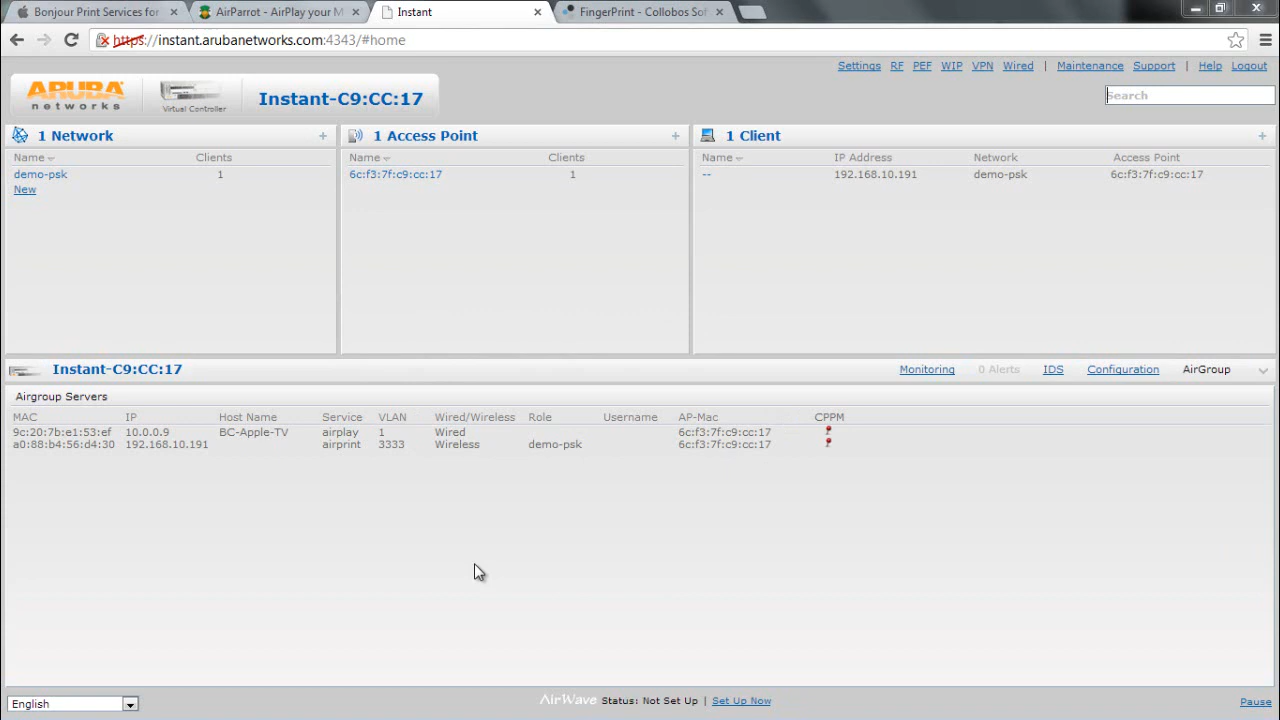 Bonjour Print Services for
AirParrot - AirPlay your M
Instant
FingerPrint - Collobos Sof
https://instant.arubanetworks.com:4343/#home
Settings RF PEF WIP VPN Wired | Maintenance Support | Help Logout
ARUBA
networks
Virtual Controller
Instant-C9:CC:17
Search
1 Network +
Name Clients
demo-psk 1
New
1 Access Point +
Name Clients
6c:f3:7f:c9:cc:17 1
1 Client +
Name IP Address Network Access Point
-- 192.168.10.191 demo-psk 6c:f3:7f:c9:cc:17
Instant-C9:CC:17
Monitoring 0 Alerts IDS Configuration AirGroup
Airgroup Servers
MAC IP Host Name Service VLAN Wired/Wireless Role Username AP-Mac CPPM
9c:20:7b:e1:53:ef 10.0.0.9 BC-Apple-TV airplay 1 Wired 6c:f3:7f:c9:cc:17
a0:88:b4:56:d4:30 192.168.10.191 airprint 3333 Wireless demo-psk 6c:f3:7f:c9:cc:17
English
AirWave Status: Not Set Up | Set Up Now
Pause